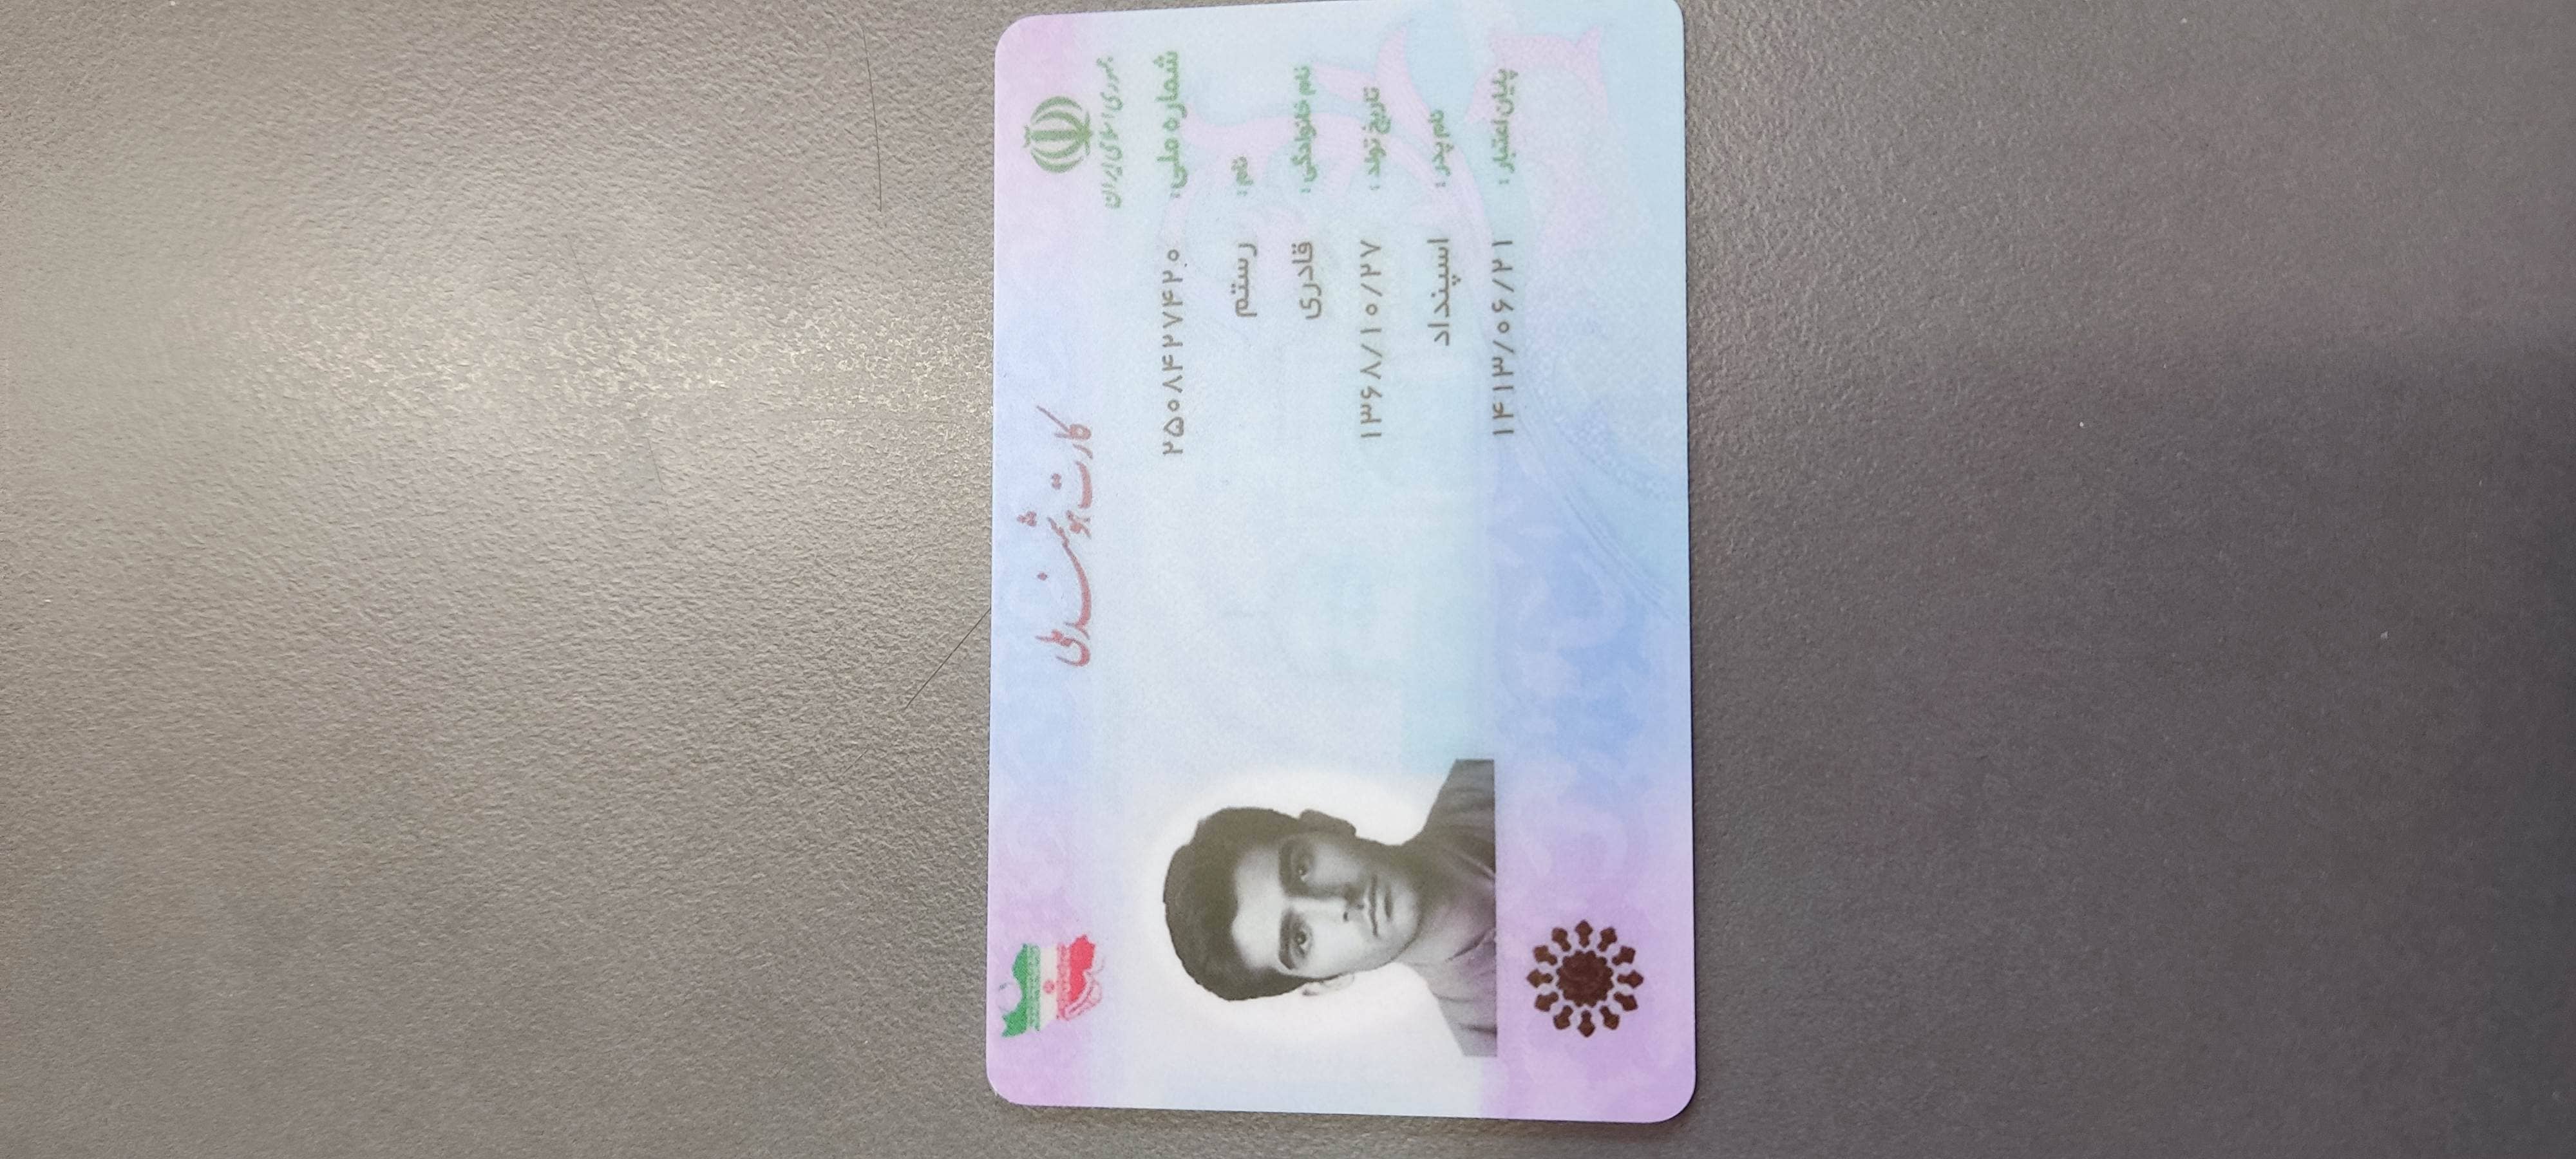 جمهوری اسلامی ایران
کارت هوشمند ملی
شماره ملی: ۲۵۰۸۴۲۷۴۲۰
نام: رستم
نام خانوادگی: قادری
تاریخ تولد: ۱۳۶۸/۱۰/۲۷
نام پدر: اسپنداد
پایان اعتبار: ۱۴۱۳/۰۶/۲۱